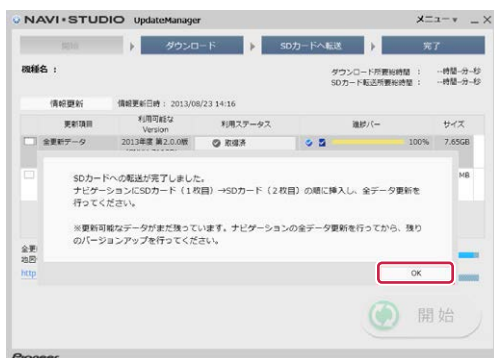 NAVI•STUDIO UpdateManager メニュー
開始 ダウンロード SDカードへ転送 完了
機種名 :
ダウンロード所要総時間 : --時間-分-秒
SDカード転送所要総時間 : --時間-分-秒
情報更新 情報更新日時 : 2013/08/23 14:16
更新項目 利用可能な Version 利用ステータス 進捗バー サイズ
全更新データ 2013年度 第2.0.0版 取得済 100% 7.65GB
MB
SDカードへの転送が完了しました。
ナビゲーションにSDカード(1枚目)→SDカード(2枚目)の順に挿入し、全データ更新を
行ってください。
※更新可能なデータがまだ残っています。ナビゲーションの全データ更新を行ってから、残り
のバージョンアップを行ってください。
OK
全更
地図
http
開始
Pioneer